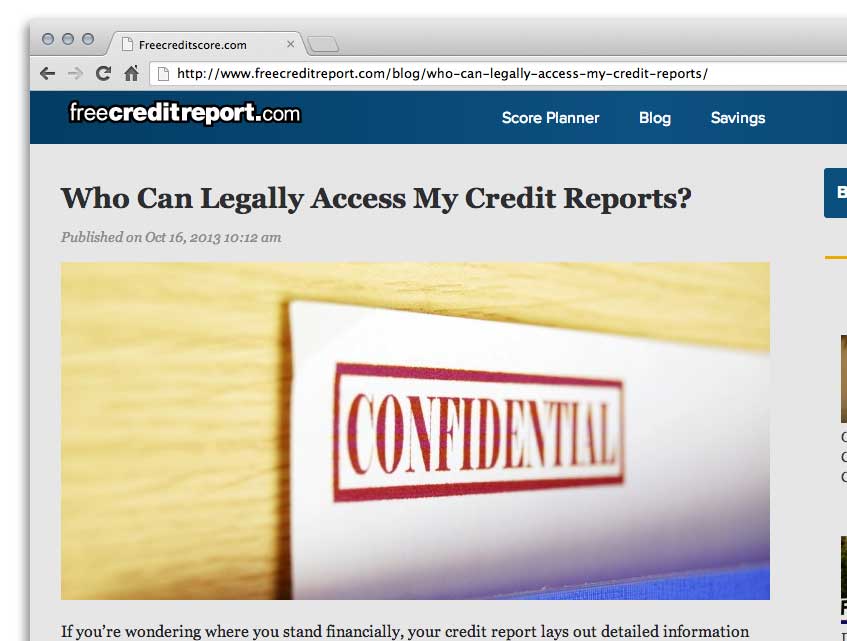 Freecreditscore.com
http://www.freecreditreport.com/blog/who-can-legally-access-my-credit-reports/
freecreditreport.com
Score Planner
Blog
Savings
Who Can Legally Access My Credit Reports?
Published on Oct 16, 2013 10:12 am
CONFIDENTIAL
If you’re wondering where you stand financially, your credit report lays out detailed information